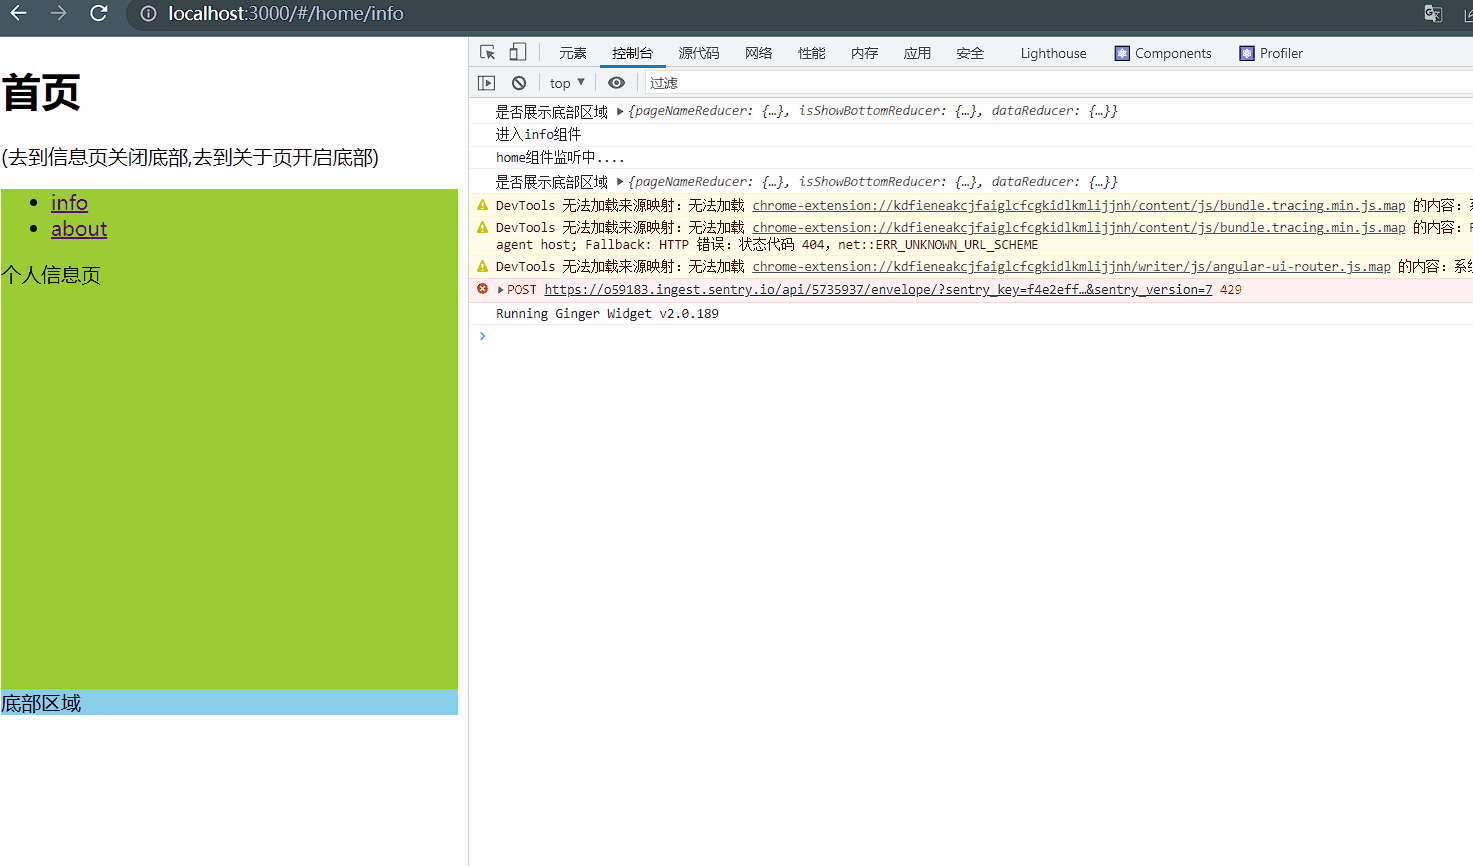 localhost:3000/#/home/info
首页
(去到信息页关闭底部,去到关于页开启底部)
info
about
个人信息页
底部区域
元素 控制台 源代码 网络 性能 内存 应用 安全 Lighthouse Components Profiler
top 过滤
是否展示底部区域 {pageNameReducer: {…}, isShowBottomReducer: {…}, dataReducer: {…}}
进入info组件
home组件监听中....
是否展示底部区域 {pageNameReducer: {…}, isShowBottomReducer: {…}, dataReducer: {…}}
DevTools 无法加载来源映射: 无法加载 chrome-extension://kdfieneakcjfaiglcfcgkidlkmlijjnh/content/js/bundle.tracing.min.js.map 的内容:
DevTools 无法加载来源映射: 无法加载 chrome-extension://kdfieneakcjfaiglcfcgkidlkmlijjnh/content/js/bundle.tracing.min.js.map 的内容:
agent host; Fallback: HTTP 错误: 状态代码 404, net::ERR_UNKNOWN_URL_SCHEME
DevTools 无法加载来源映射: 无法加载 chrome-extension://kdfieneakcjfaiglcfcgkidlkmlijjnh/writer/js/angular-ui-router.js.map 的内容:
POST https://o59183.ingest.sentry.io/api/5735937/envelope/?sentry_key=f4e2eff…&sentry_version=7 429
Running Ginger Widget v2.0.189